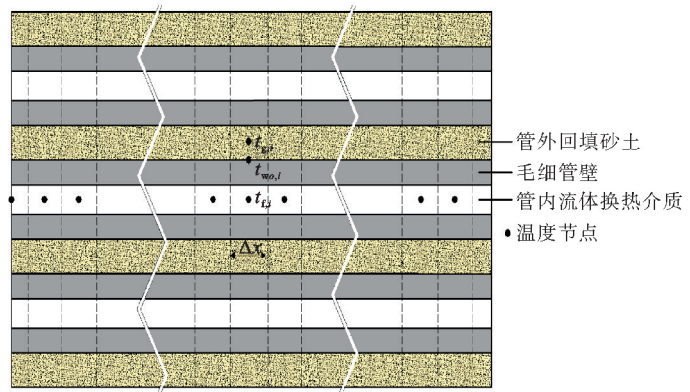 t_{g,i}
管外回填砂土
t_{wo,i}
毛细管壁
t_{f,i}
管内流体换热介质
温度节点
Δx